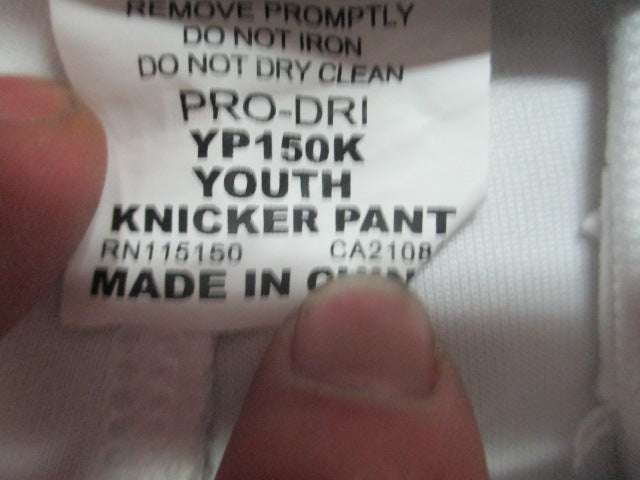 REMOVE PROMPTLY
DO NOT IRON
DO NOT DRY CLEAN
PRO-DRI
YP150K
YOUTH
KNICKER PANT
RN115150 CA2108
MADE IN